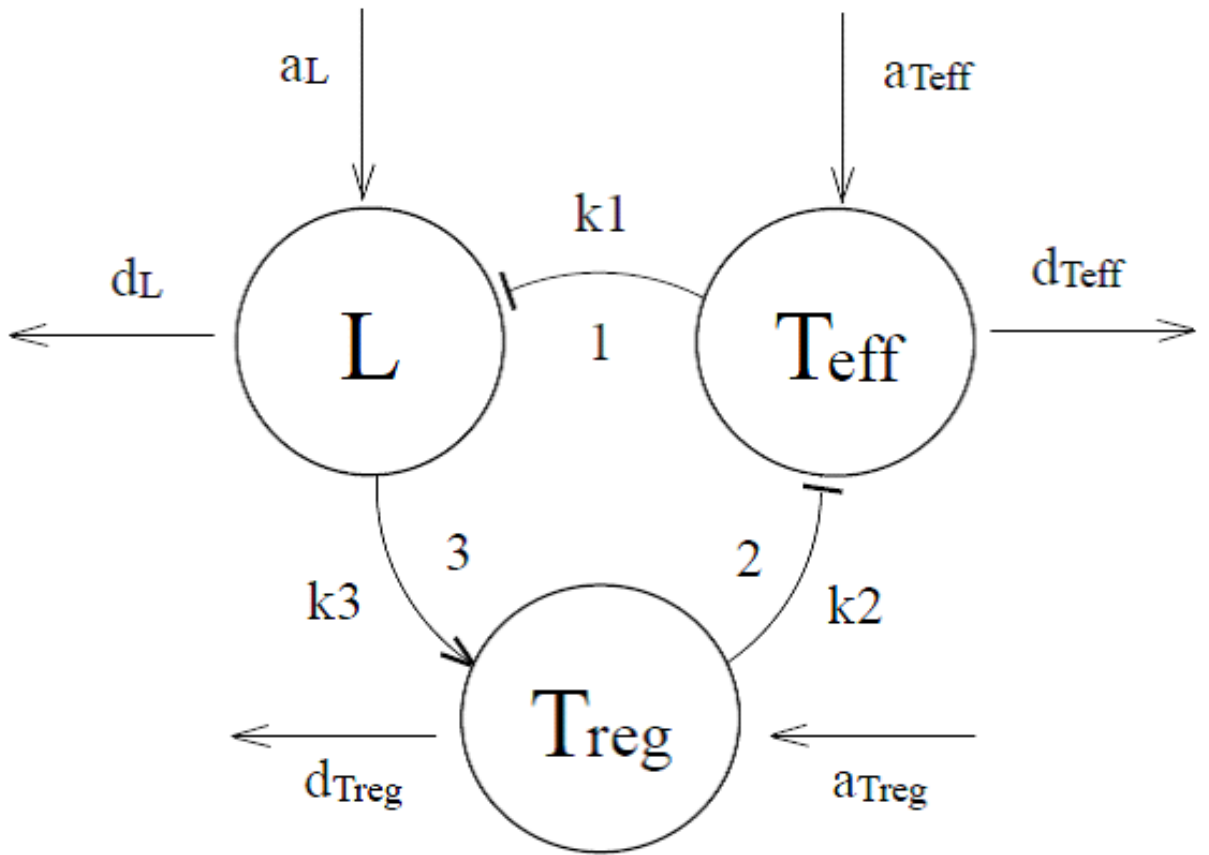 aL
aTeff
k1
dL
dTeff
L
1
Teff
3
2
k3
k2
Treg
dTreg
aTreg